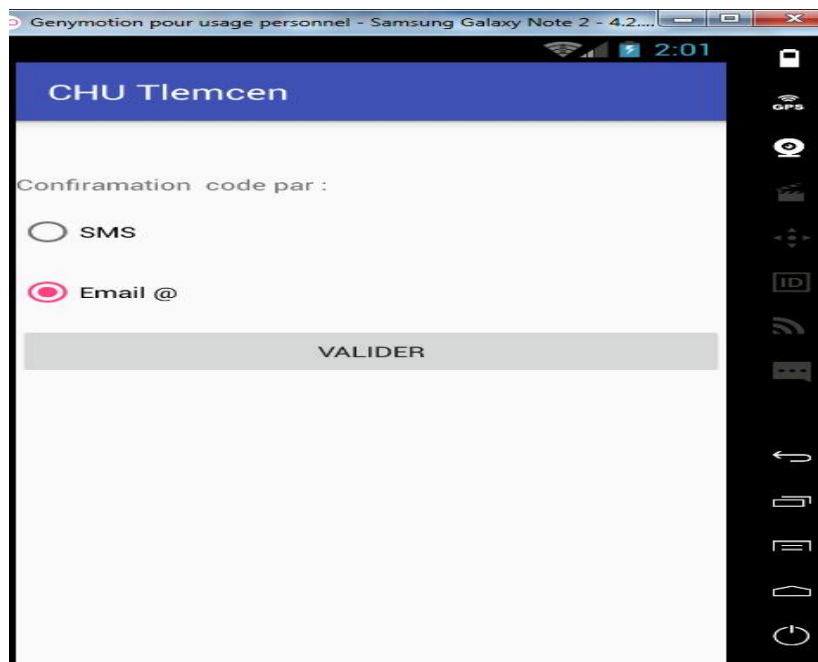 Genymotion pour usage personnel - Samsung Galaxy Note 2 - 4.2....
2:01
CHU Tlemcen
GPS
Confiramation code par :
SMS
Email @
ID
VALIDER